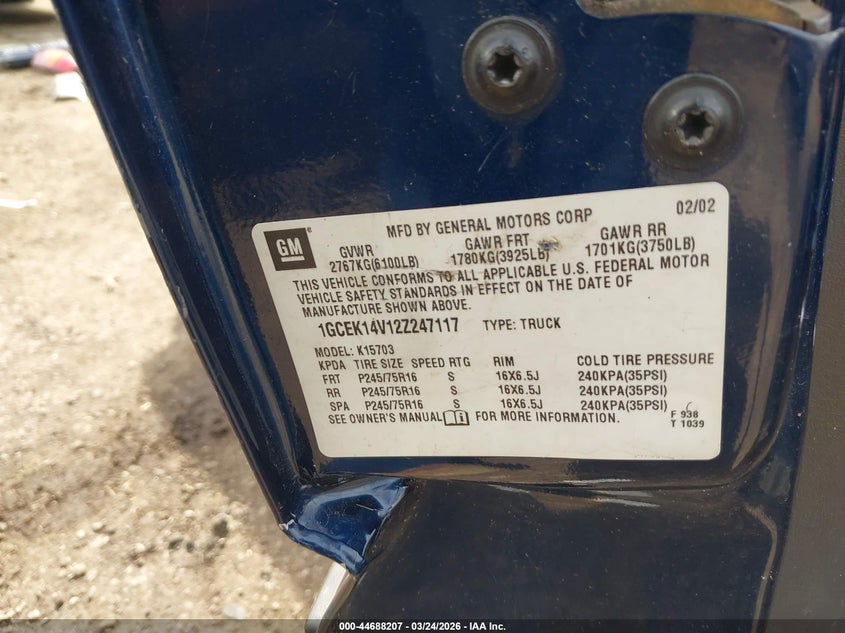 MFD BY GENERAL MOTORS CORP 02/02
GM
GVWR GAWR FRT GAWR RR
2767KG(6100LB) 1780KG(3925LB) 1701KG(3750LB)
THIS VEHICLE CONFORMS TO ALL APPLICABLE U.S. FEDERAL MOTOR
VEHICLE SAFETY STANDARDS IN EFFECT ON THE DATE OF
MANUFACTURE SHOWN ABOVE.
1GCEK14V12Z247117 TYPE: TRUCK
MODEL: K15703
KPDA TIRE SIZE SPEED RTG RIM COLD TIRE PRESSURE
FRT P245/75R16 S 16X6.5J 240KPA(35PSI)
RR P245/75R16 S 16X6.5J 240KPA(35PSI)
SPA P245/75R16 S 16X6.5J 240KPA(35PSI)
SEE OWNER'S MANUAL FOR MORE INFORMATION.
F 938
T 1039
000-44688207 — 03/24/2026 — IAA Inc.